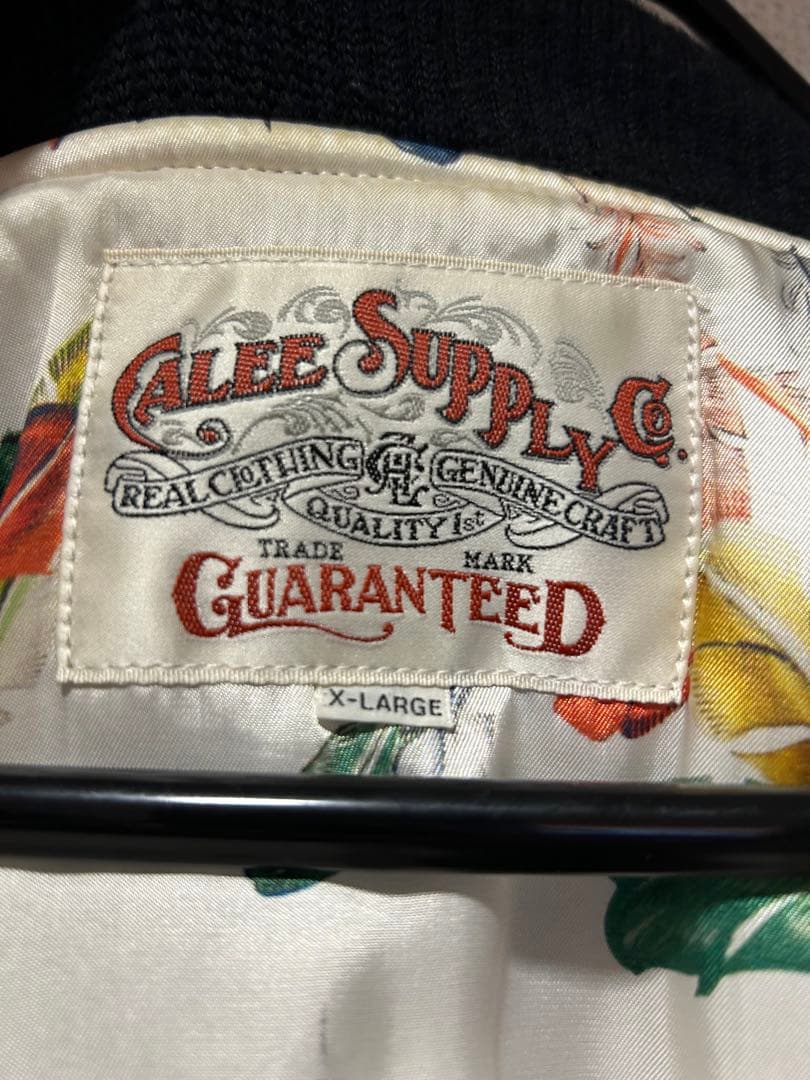 CALEE SUPPLY Co.
REAL CLOTHING GENUINE CRAFT
QUALITY 1st
TRADE MARK
GUARANTEED
X-LARGE